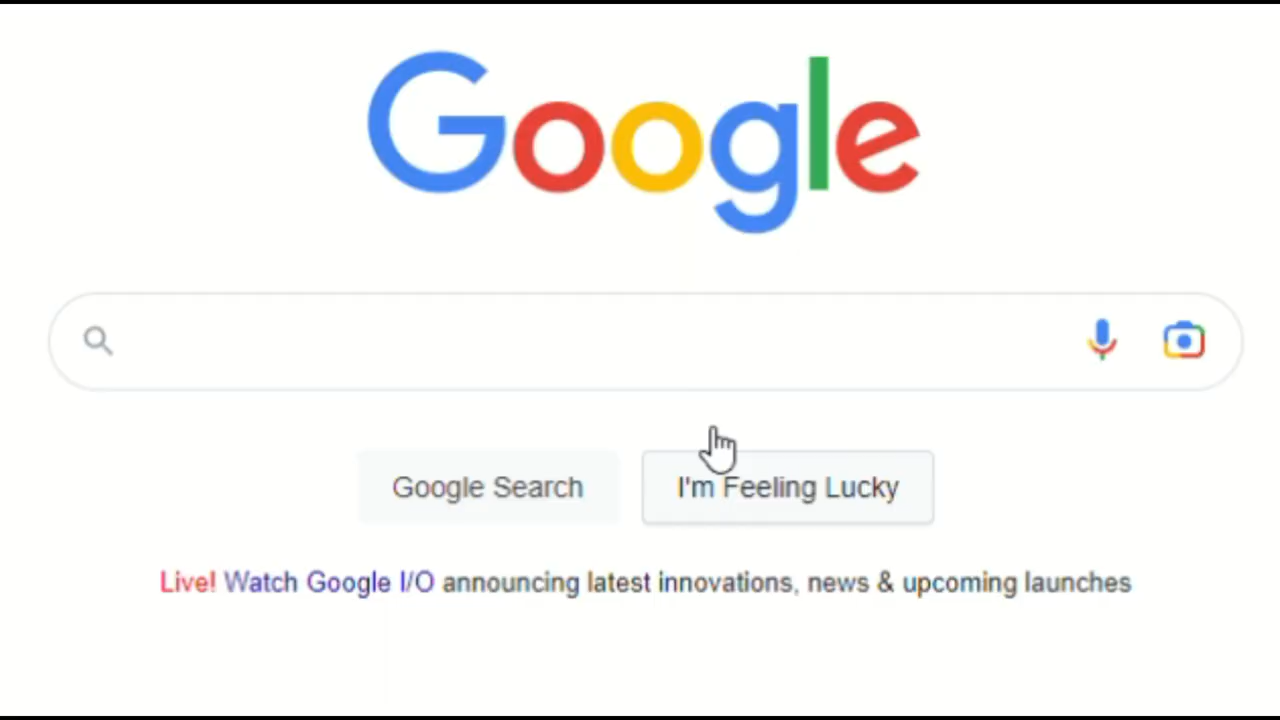 Google
Google Search
I'm Feeling Lucky
Live! Watch Google I/O announcing latest innovations, news & upcoming launches